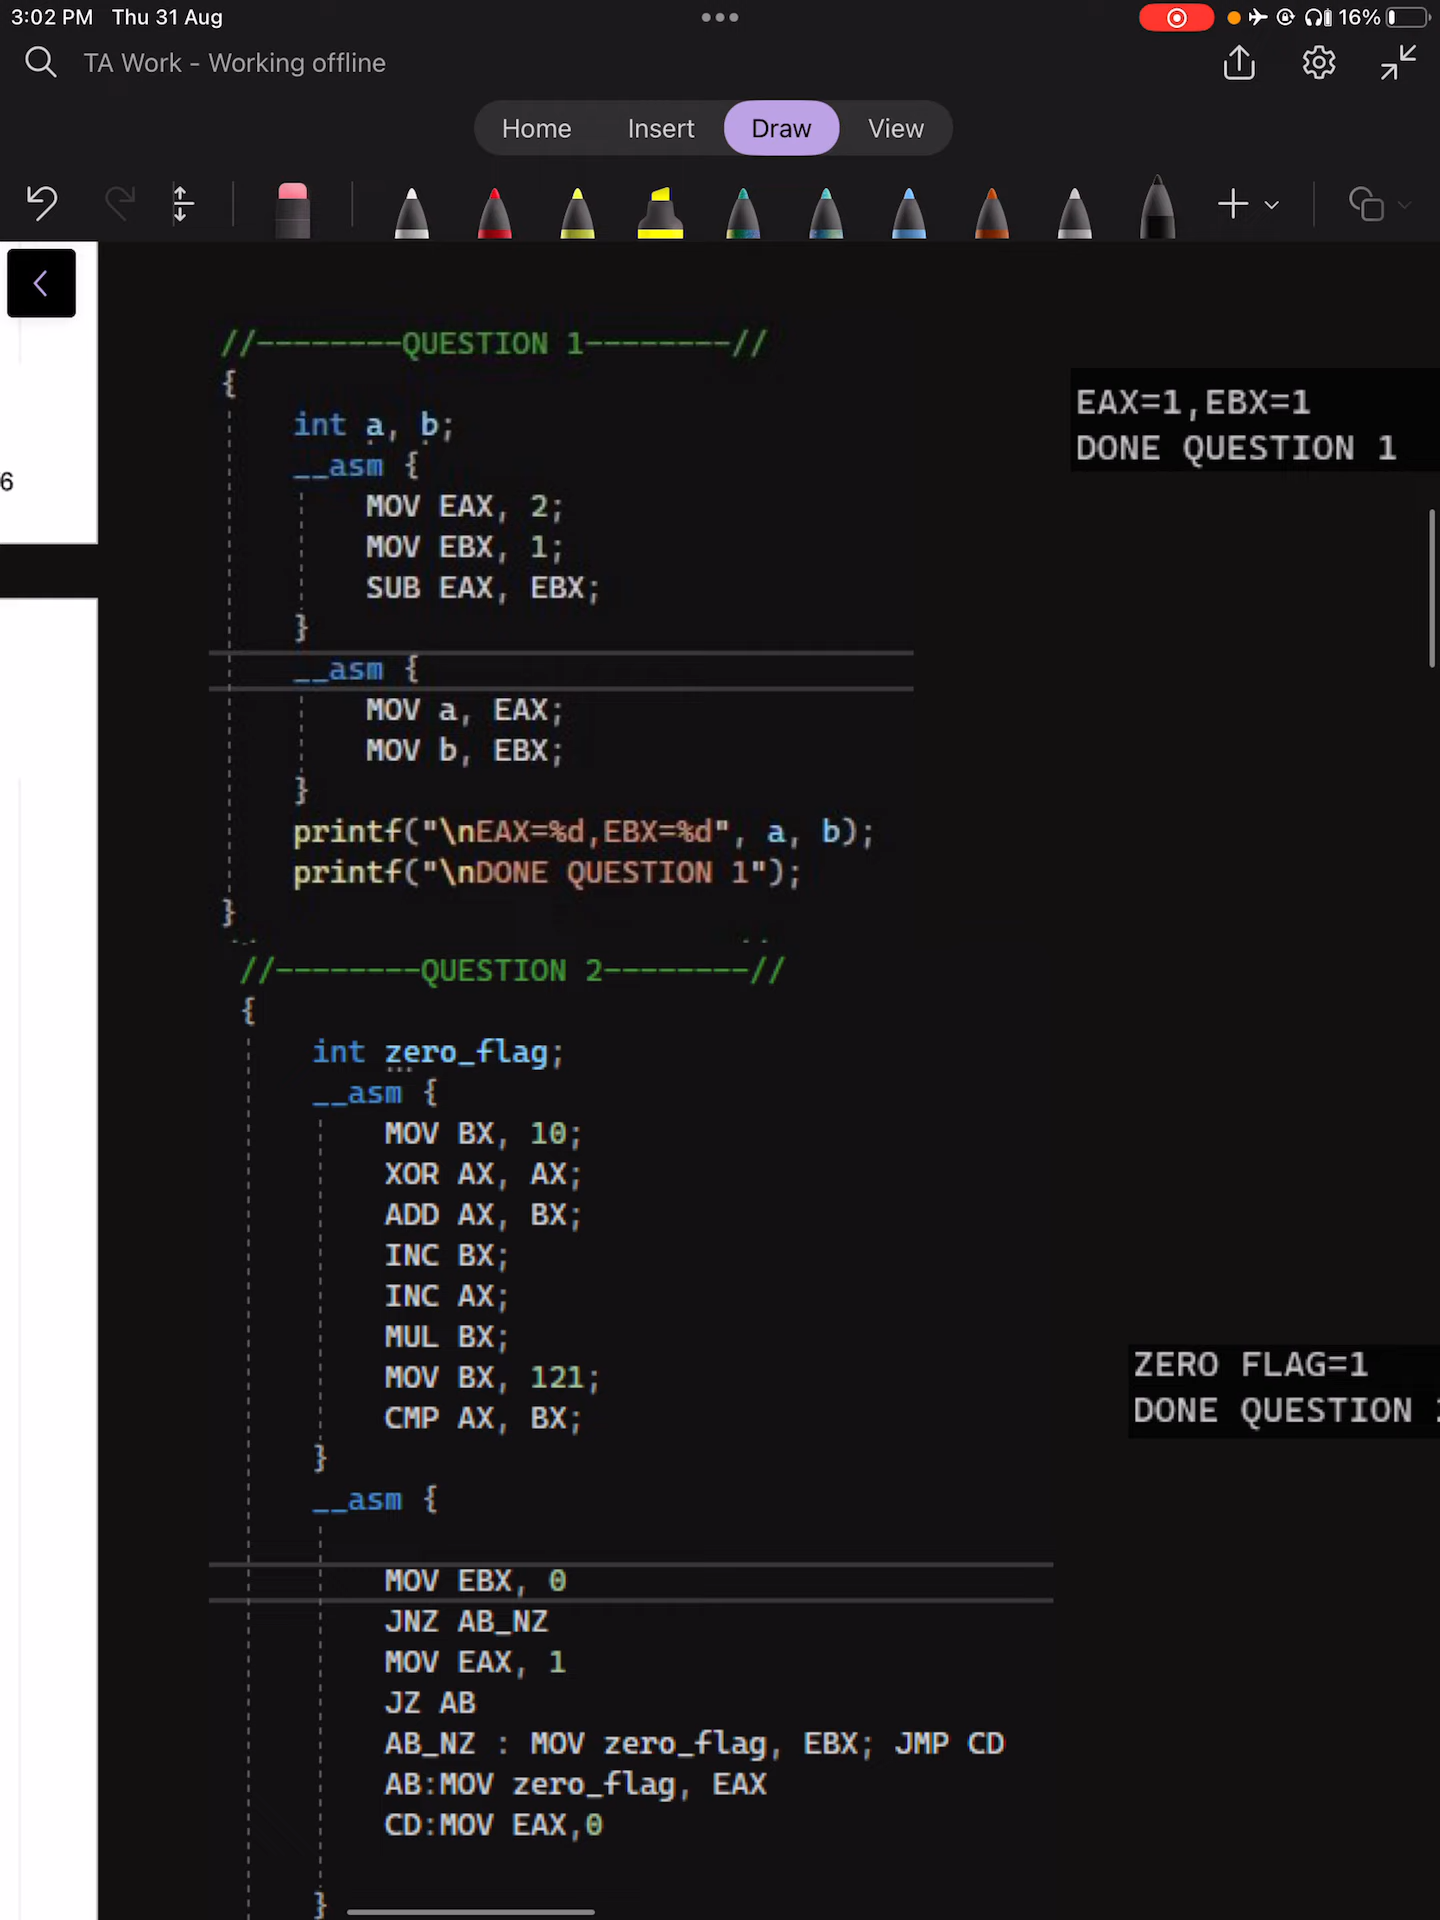 3:02 PM Thu 31 Aug
16%
TA Work - Working offline
Home Insert Draw View
6
//--------QUESTION 1--------//
{
int a, b;
__asm {
MOV EAX, 2;
MOV EBX, 1;
SUB EAX, EBX;
}
__asm {
MOV a, EAX;
MOV b, EBX;
}
printf("\nEAX=%d,EBX=%d", a, b);
printf("\nDONE QUESTION 1");
}
EAX=1,EBX=1
DONE QUESTION 1
//--------QUESTION 2--------//
{
int zero_flag;
__asm {
MOV BX, 10;
XOR AX, AX;
ADD AX, BX;
INC BX;
INC AX;
MUL BX;
MOV BX, 121;
CMP AX, BX;
}
__asm {
MOV EBX, 0
JNZ AB_NZ
MOV EAX, 1
JZ AB
AB_NZ : MOV zero_flag, EBX; JMP CD
AB:MOV zero_flag, EAX
CD:MOV EAX,0
}
ZERO FLAG=1
DONE QUESTION